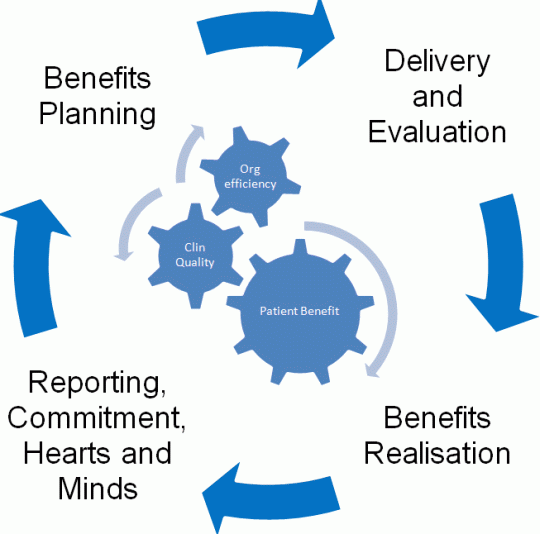 Benefits
Planning
Delivery
and
Evaluation
Org
efficiency
Clin
Quality
Patient Benefit
Reporting,
Commitment,
Hearts and
Minds
Benefits
Realisation